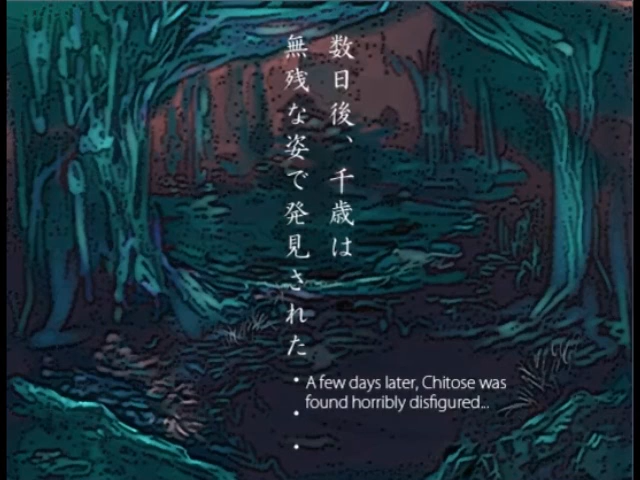 数日後、千歳は
無残な姿で発見された・・・
A few days later, Chitose was
found horribly disfigured...